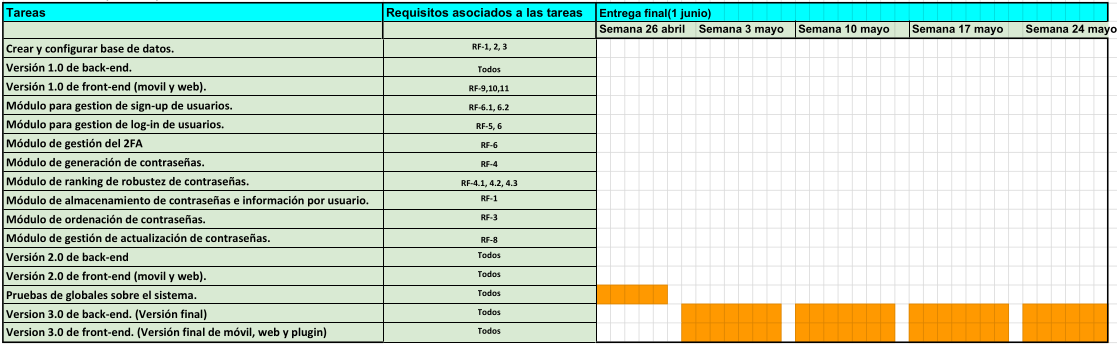 Tareas Requisitos asociados a las tareas Entrega final(1 junio)
Semana 26 abril Semana 3 mayo Semana 10 mayo Semana 17 mayo Semana 24 mayo
Crear y configurar base de datos. RF-1, 2, 3
Versión 1.0 de back-end. Todos
Versión 1.0 de front-end (movil y web). RF-9,10,11
Módulo para gestion de sign-up de usuarios. RF-6.1, 6.2
Módulo para gestion de log-in de usuarios. RF-5, 6
Módulo de gestión del 2FA RF-6
Módulo de generación de contraseñas. RF-4
Módulo de ranking de robustez de contraseñas. RF-4.1, 4.2, 4.3
Módulo de almacenamiento de contraseñas e información por usuario. RF-1
Módulo de ordenación de contraseñas. RF-3
Módulo de gestión de actualización de contraseñas. RF-8
Versión 2.0 de back-end Todos
Versión 2.0 de front-end (movil y web). Todos
Pruebas de globales sobre el sistema. Todos
Version 3.0 de back-end. (Versión final) Todos
Version 3.0 de front-end. (Versión final de móvil, web y plugin) Todos